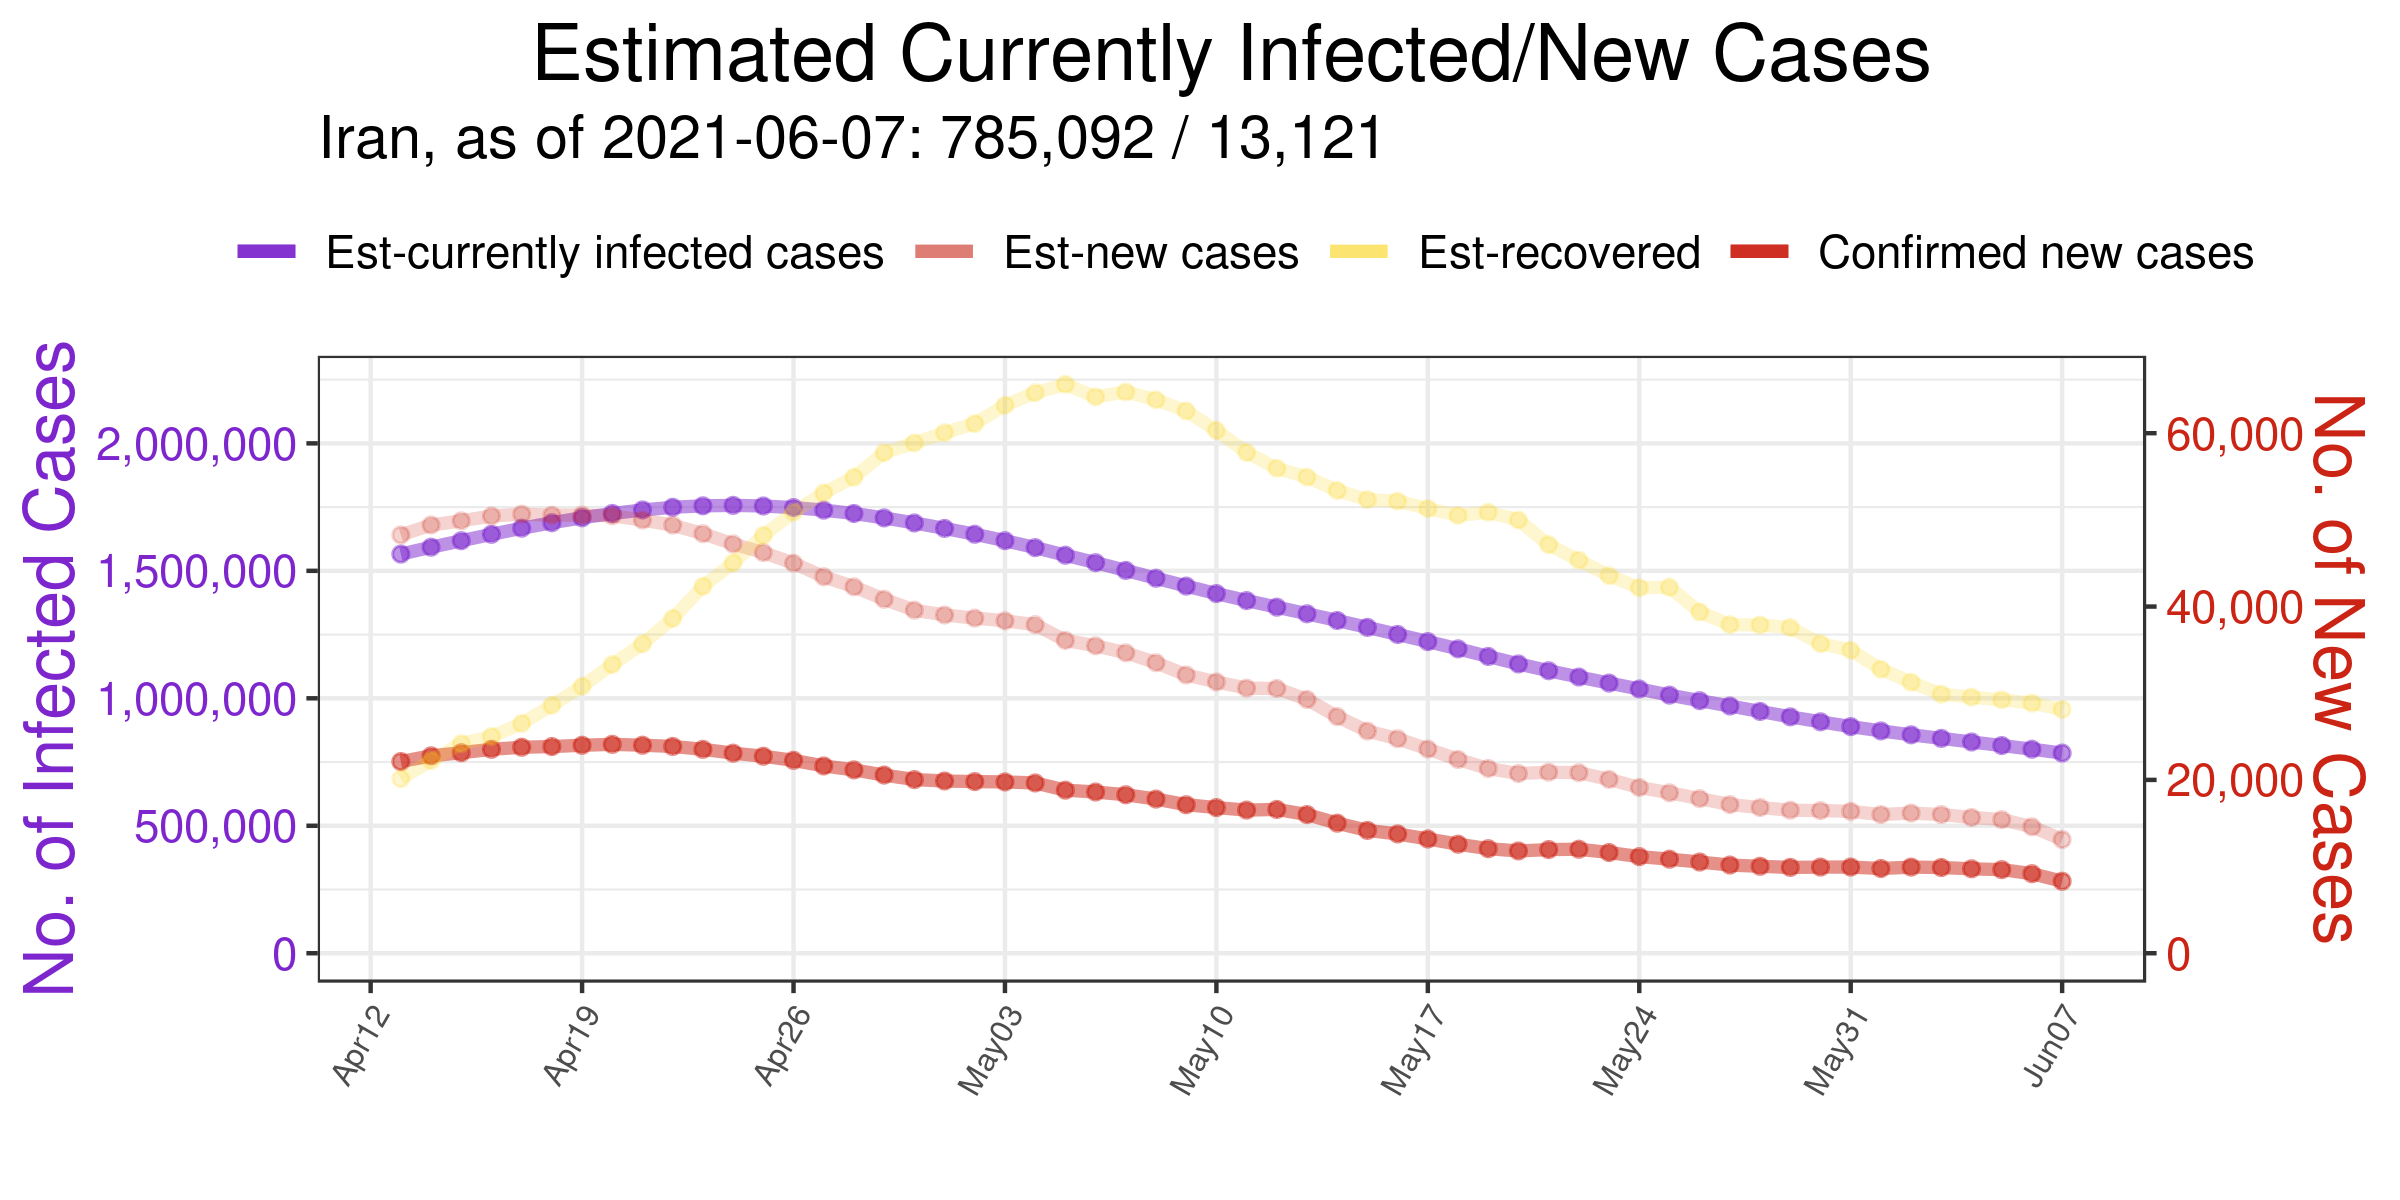 Estimated Currently Infected/New Cases
Iran, as of 2021-06-07: 785,092 / 13,121
Est-currently infected cases Est-new cases Est-recovered Confirmed new cases
No. of Infected Cases
2,000,000
1,500,000
1,000,000
500,000
0
60,000
40,000
20,000
0
No. of New Cases
Apr12 Apr19 Apr26 May03 May10 May17 May24 May31 Jun07